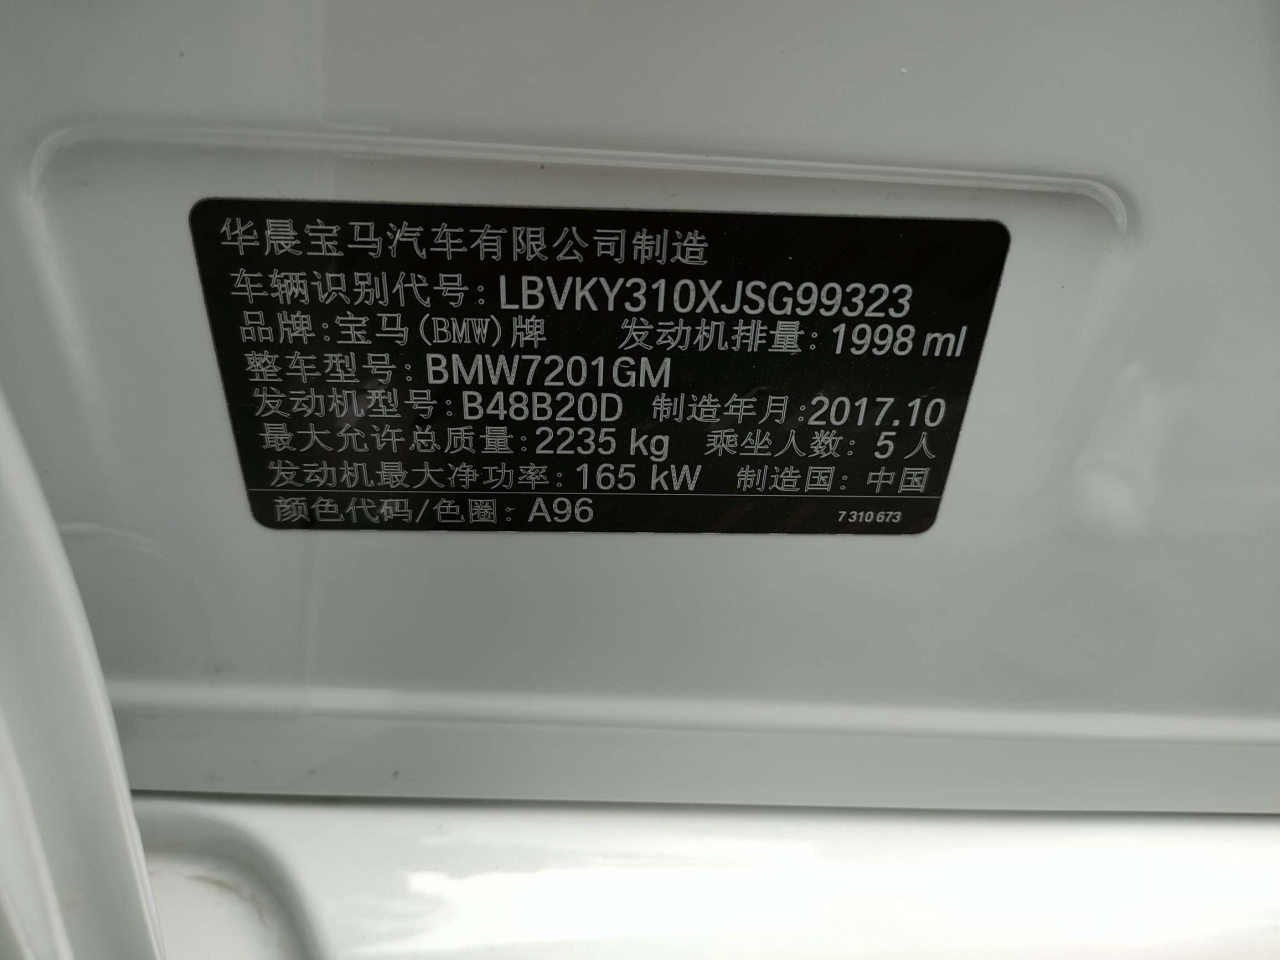 华晨宝马汽车有限公司制造
车辆识别代号: LBVKY310XJSG99323
品牌:宝马(BMW)牌 发动机排量: 1998 ml
整车型号: BMW7201GM
发动机型号: B48B20D 制造年月:2017.10
最大允许总质量:2235 kg 乘坐人数: 5 人
发动机最大净功率: 165 kW 制造国: 中国
颜色代码/色圈: A96 7 310 673